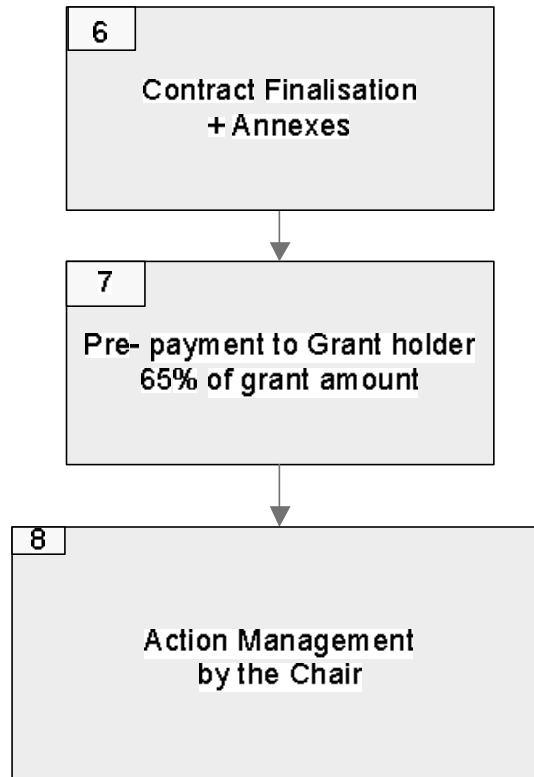 6
Contract Finalisation
+ Annexes
7
Pre- payment to Grant holder
65% of grant amount
8
Action Management
by the Chair